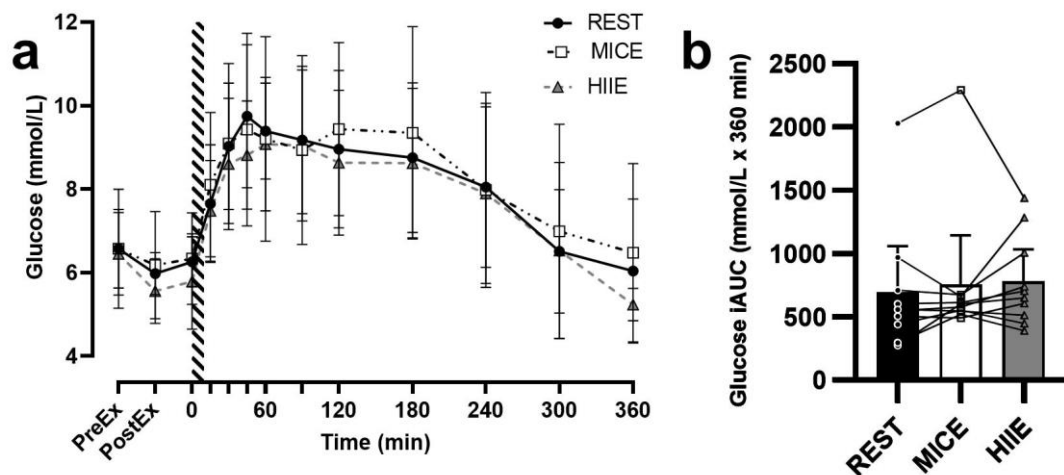 a
Glucose (mmol/L)
12
10
8
6
4
REST
MICE
HIIE
PreEx
PostEx
0
60
120
180
240
300
360
Time (min)
b
Glucose iAUC (mmol/L x 360 min)
2500
2000
1500
1000
500
0
REST
MICE
HIIE